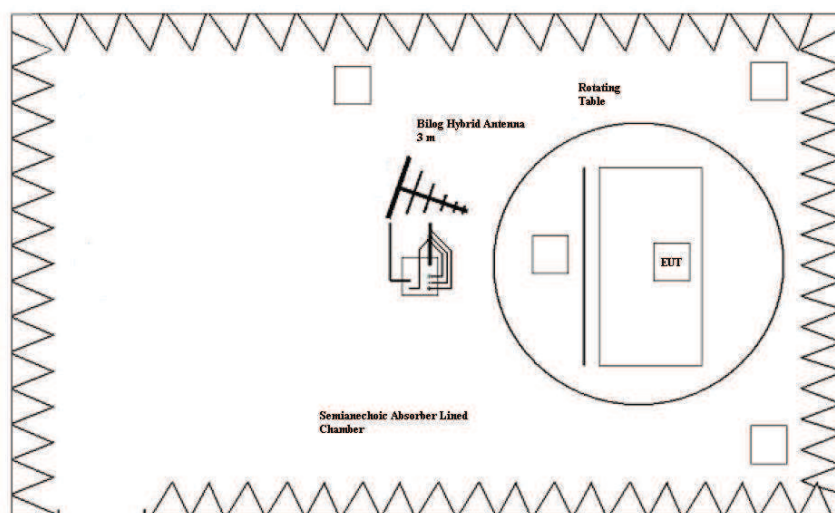 Rotating
Table
Bilog Hybrid Antenna
3 m
EUT
Semianechoic Absorber Lined
Chamber